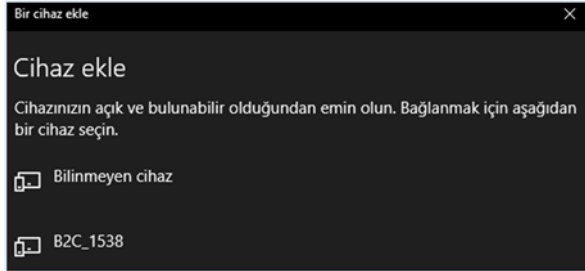 Bir cihaz ekle
Cihaz ekle
Cihazınızın açık ve bulunabilir olduğundan emin olun. Bağlanmak için aşağıdan
bir cihaz seçin.
Bilinmeyen cihaz
B2C_1538